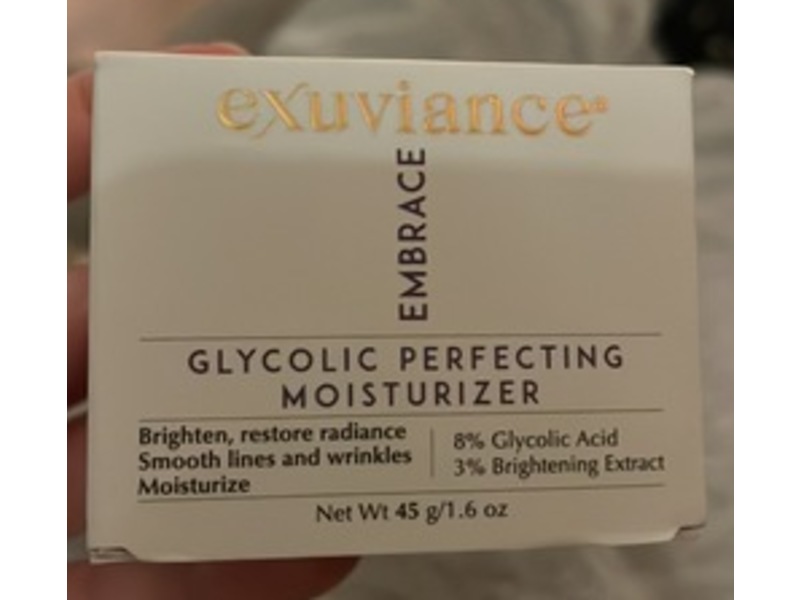 exuviance®
EMBRACE
GLYCOLIC PERFECTING
MOISTURIZER
Brighten, restore radiance
Smooth lines and wrinkles
Moisturize
8% Glycolic Acid
3% Brightening Extract
Net Wt 45 g/1.6 oz